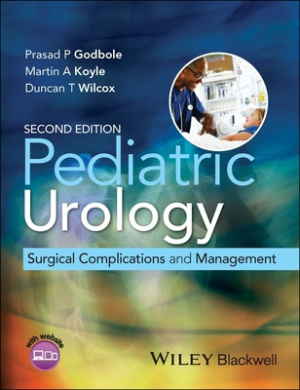 Prasad P Godbole
Martin A Koyle
Duncan T Wilcox
SECOND EDITION
Pediatric
Urology
Surgical Complications and Management
with website
WILEY Blackwell